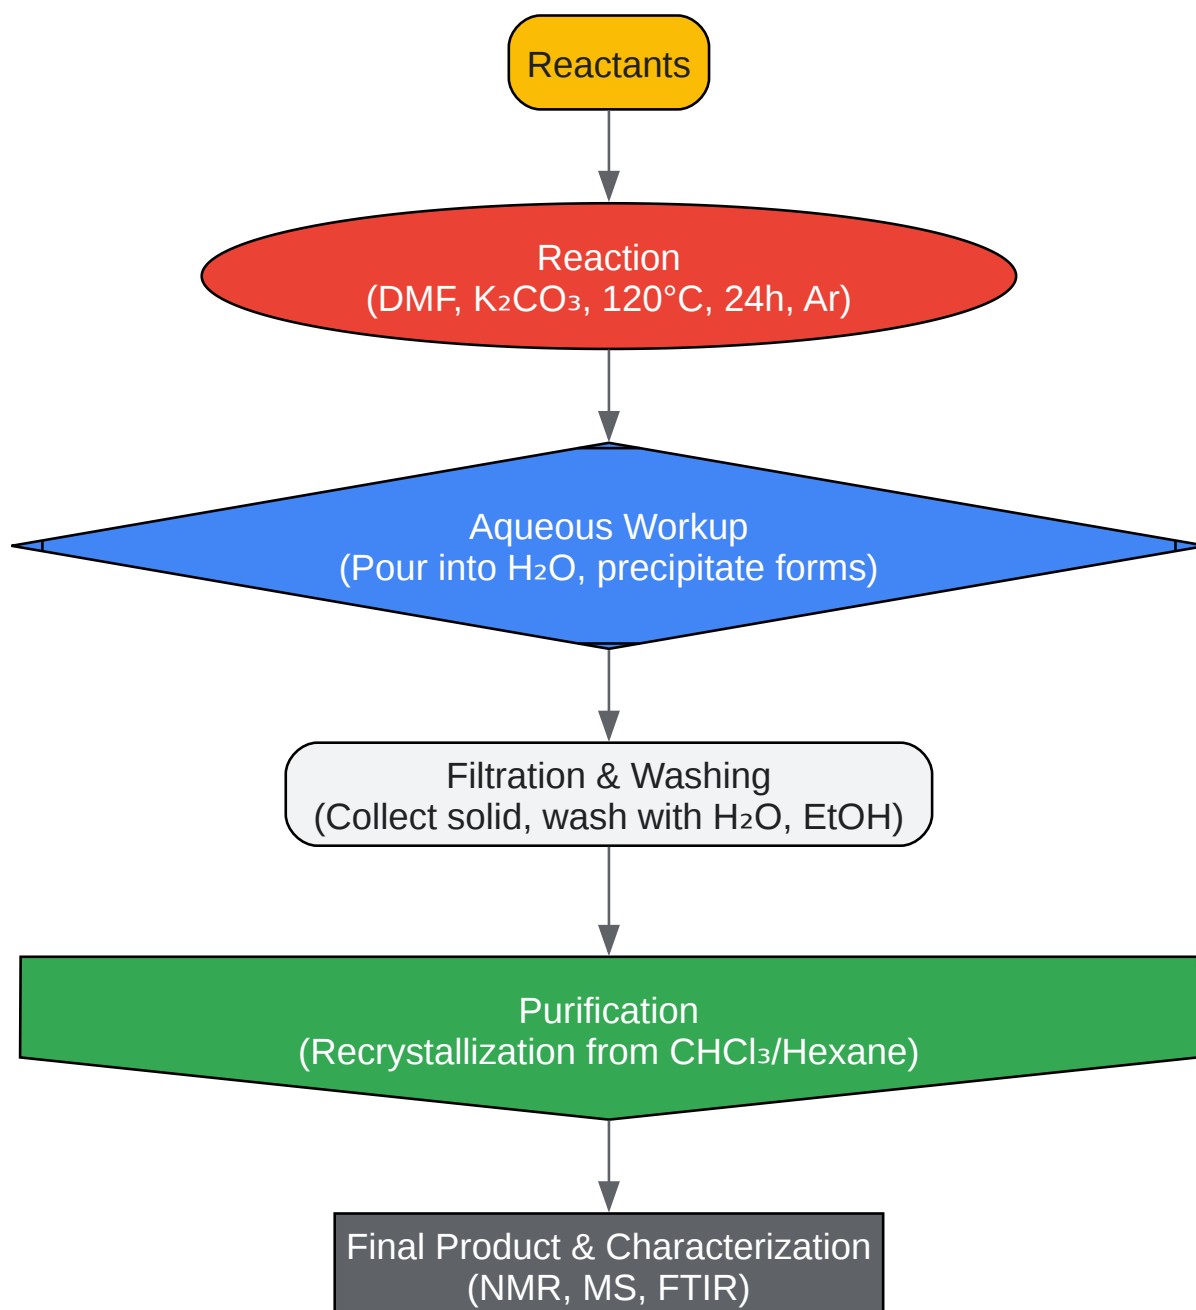 Reactants
Reaction
(DMF, K₂CO₃, 120°C, 24h, Ar)
Aqueous Workup
(Pour into H₂O, precipitate forms)
Filtration & Washing
(Collect solid, wash with H₂O, EtOH)
Purification
(Recrystallization from CHCl₃/Hexane)
Final Product & Characterization
(NMR, MS, FTIR)